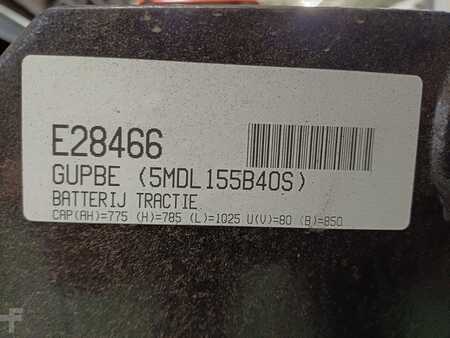 E28466
GUPBE (5MDL155B40S)
BATTERIJ TRACTIE
CAP(AH)=775 (H)=785 (L)=1025 U(V)=80 (B)=850